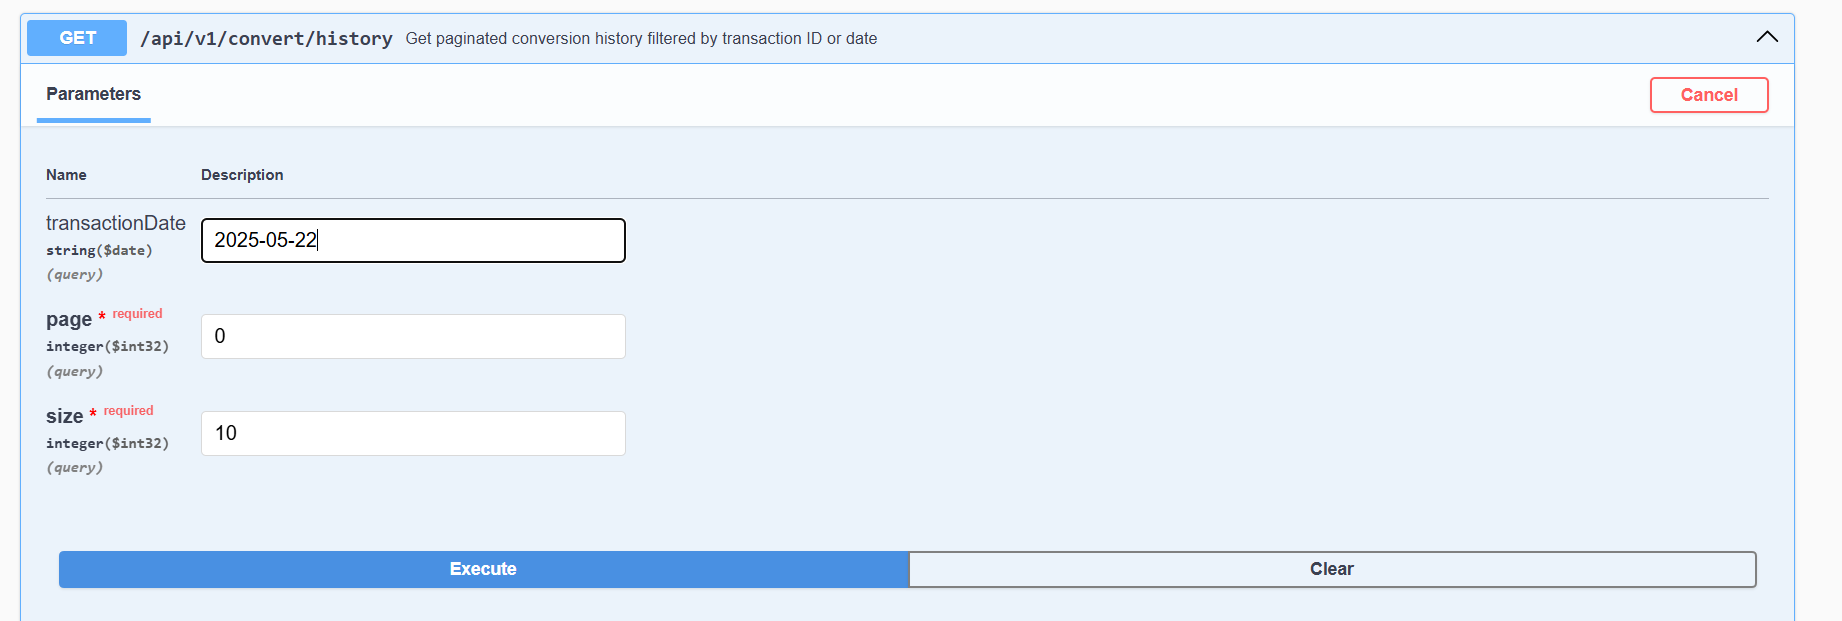 GET /api/v1/convert/history Get paginated conversion history filtered by transaction ID or date
Parameters Cancel
Name Description
transactionDate
string($date)
(query)
2025-05-22
page * required
integer($int32)
(query)
0
size * required
integer($int32)
(query)
10
Execute Clear